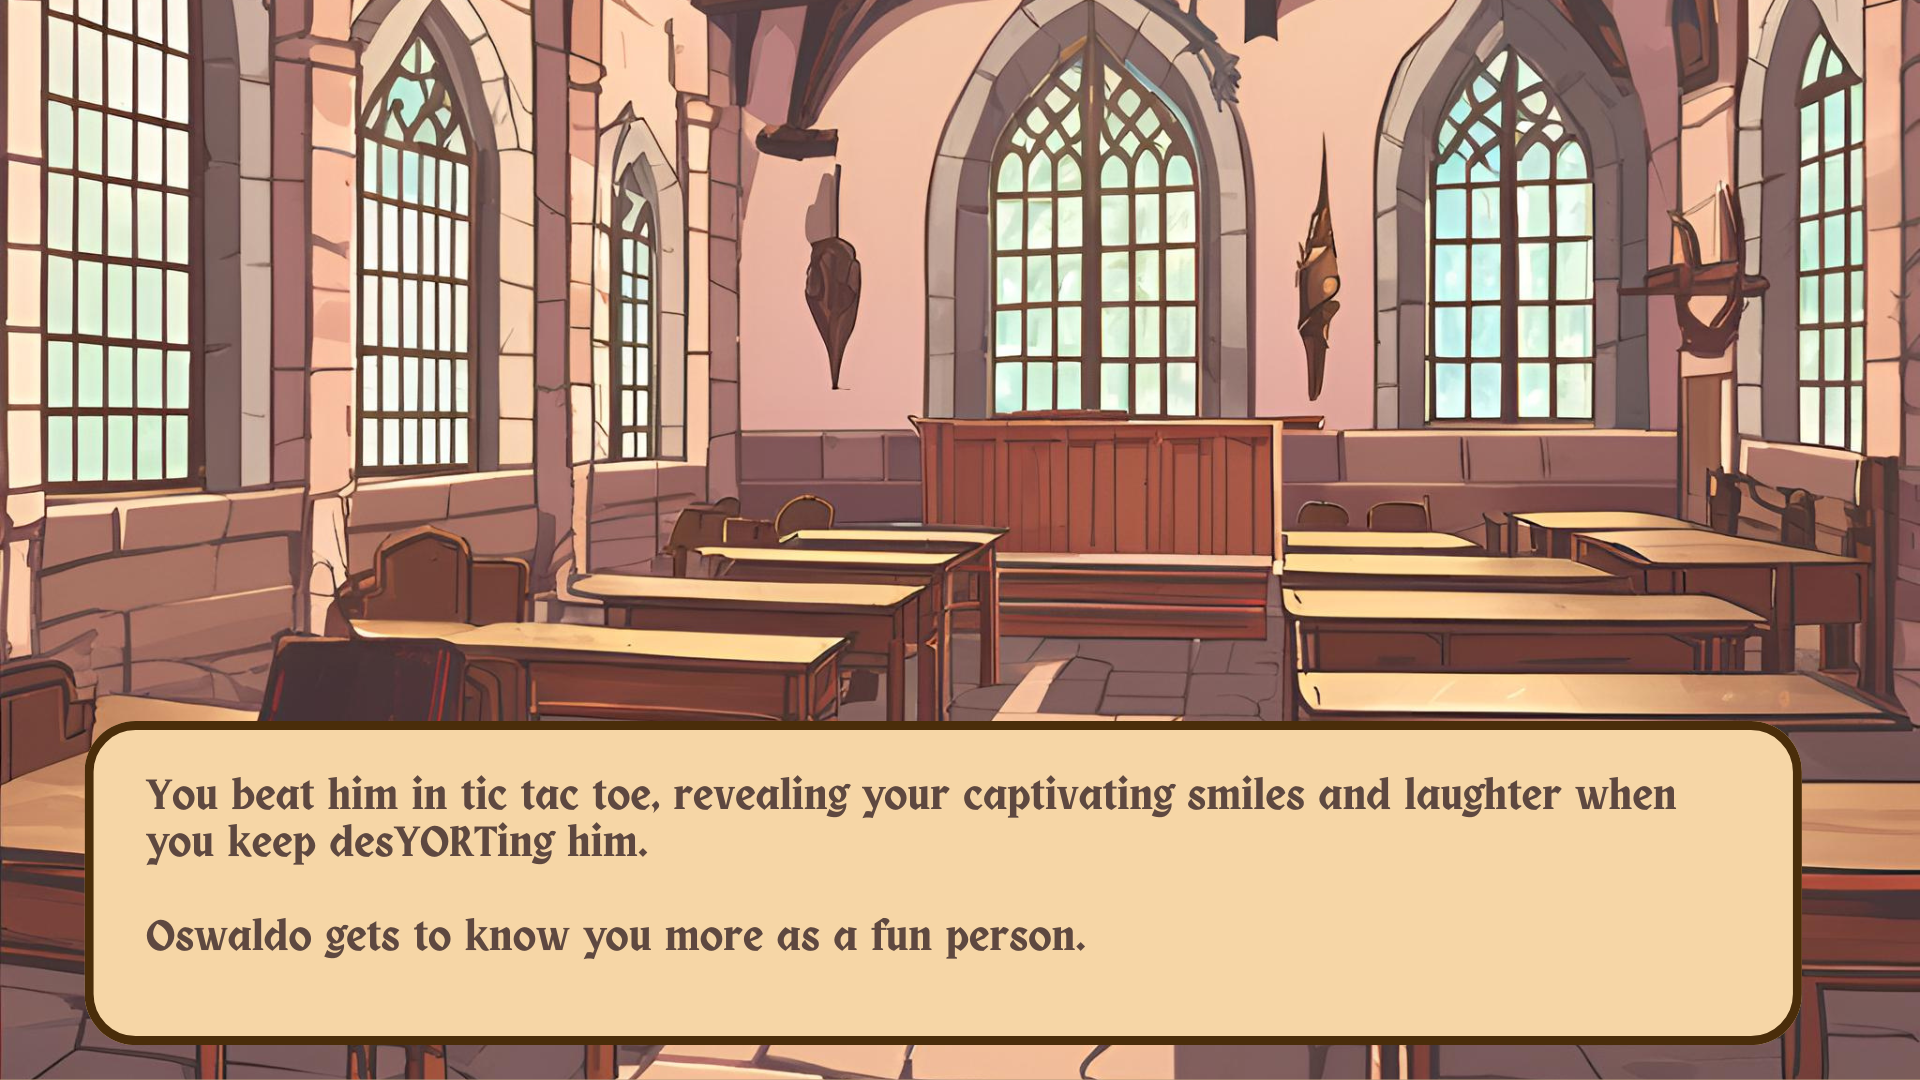 You beat him in tic tac toe, revealing your captivating smiles and laughter when
you keep desYORTing him.
Oswaldo gets to know you more as a fun person.